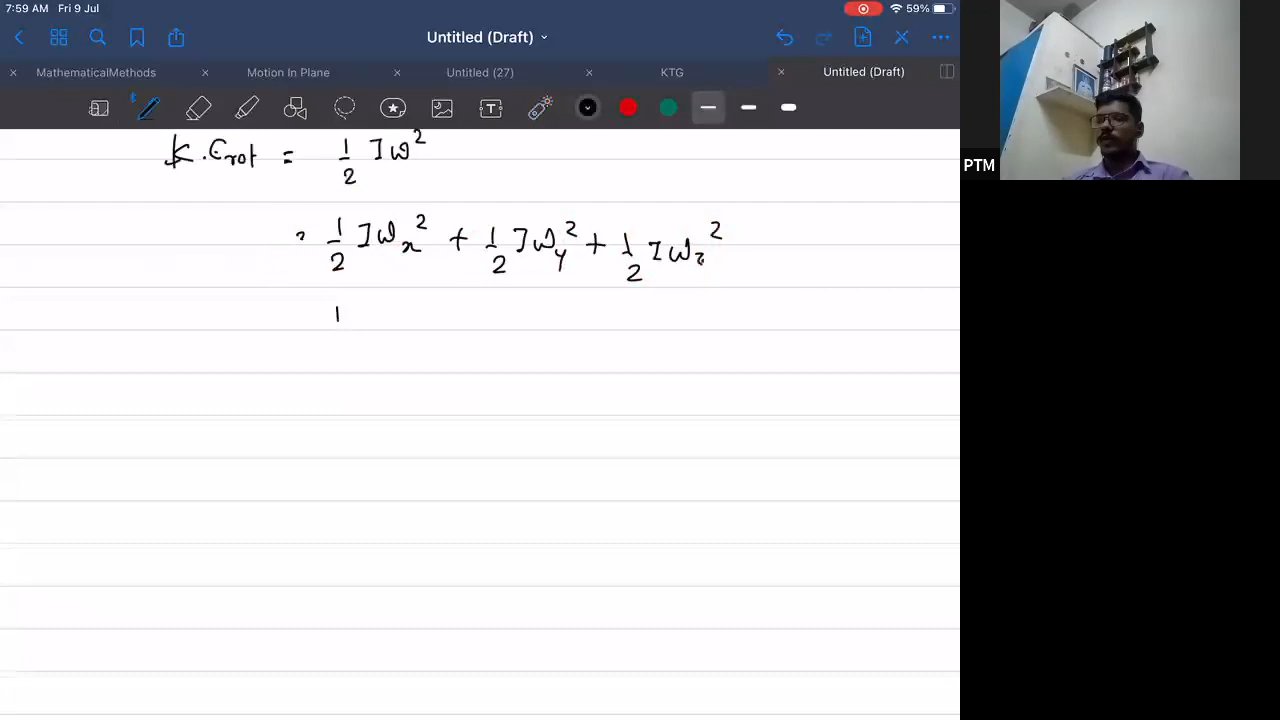 7:59 AM Fri 9 Jul
59%
Untitled (Draft)
MathematicalMethods
Motion In Plane
Untitled (27)
KTG
Untitled (Draft)
K.E_rot = 1/2 Iω²
= 1/2 Iω_x² + 1/2 Iω_y² + 1/2 Iω_z²
1
PTM